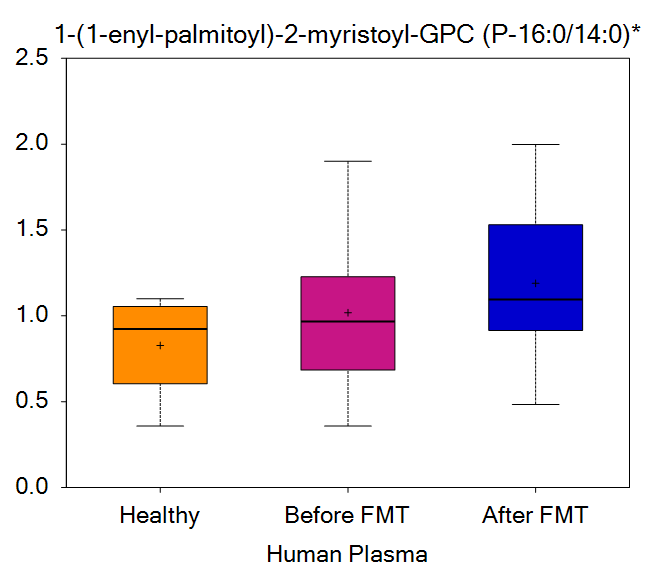 1-(1-enyl-palmitoyl)-2-myristoyl-GPC (P-16:0/14:0)*
2.5
2.0
1.5
1.0
0.5
0.0
Healthy Before FMT After FMT
Human Plasma